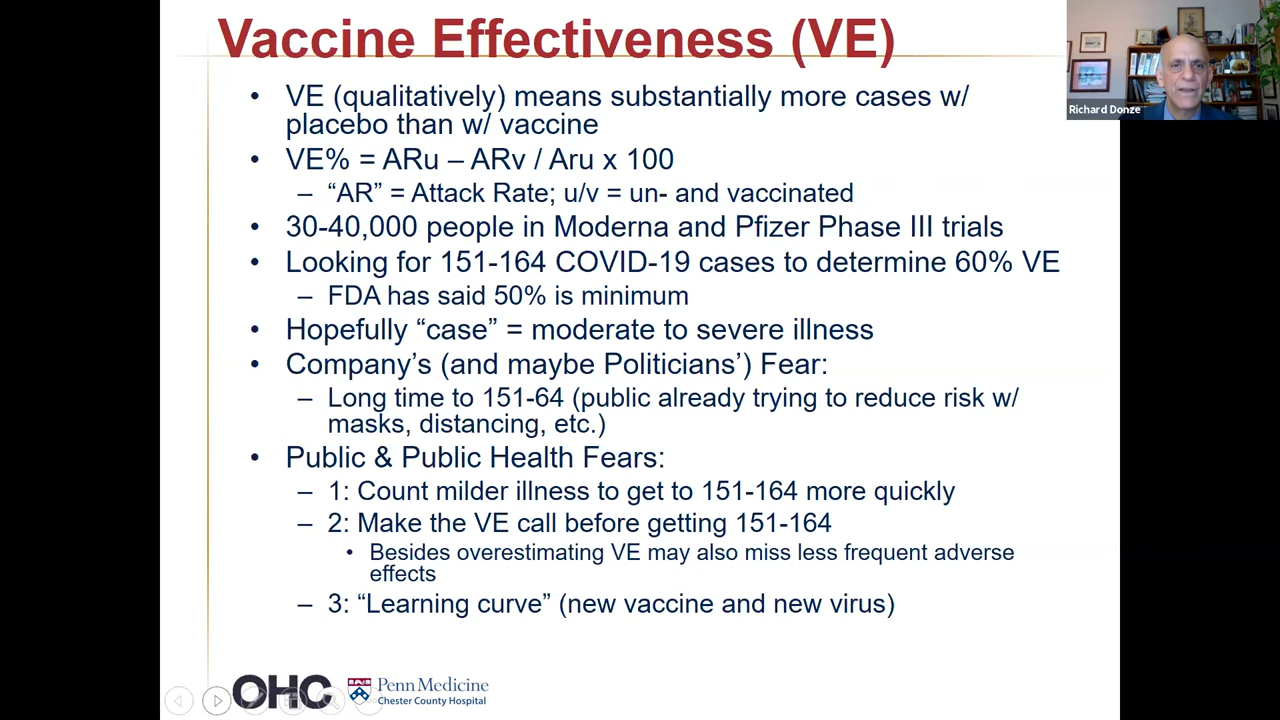 Vaccine Effectiveness (VE)
Richard Donze
• VE (qualitatively) means substantially more cases w/
placebo than w/ vaccine
• VE% = ARu – ARv / Aru x 100
– “AR” = Attack Rate; u/v = un- and vaccinated
• 30-40,000 people in Moderna and Pfizer Phase III trials
• Looking for 151-164 COVID-19 cases to determine 60% VE
– FDA has said 50% is minimum
• Hopefully “case” = moderate to severe illness
• Company’s (and maybe Politicians’) Fear:
– Long time to 151-64 (public already trying to reduce risk w/
masks, distancing, etc.)
• Public & Public Health Fears:
– 1: Count milder illness to get to 151-164 more quickly
– 2: Make the VE call before getting 151-164
• Besides overestimating VE may also miss less frequent adverse
effects
– 3: “Learning curve” (new vaccine and new virus)
OHC
Penn Medicine
Chester County Hospital